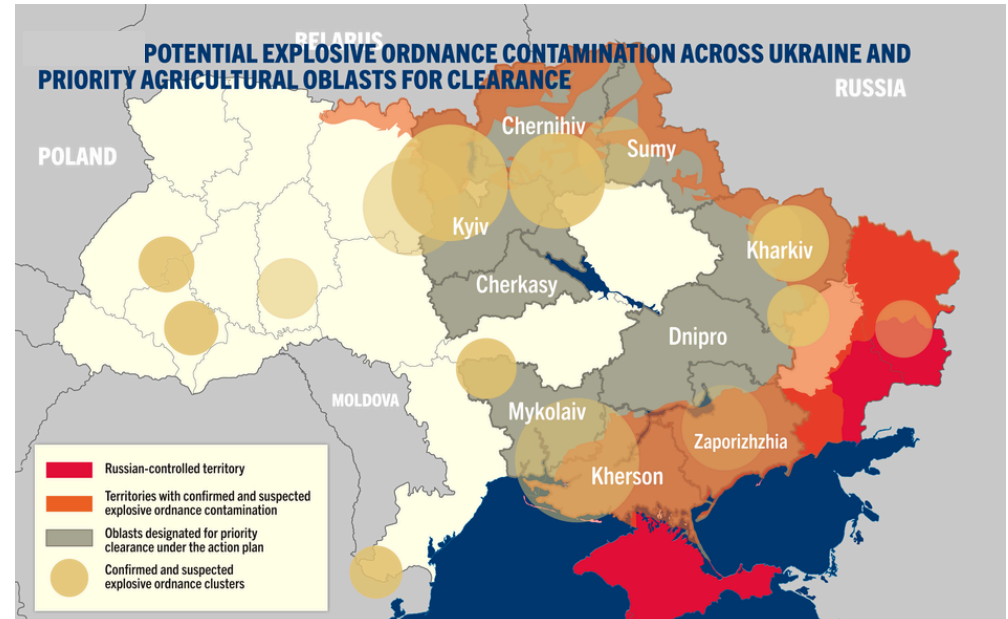 BELARUS
POTENTIAL EXPLOSIVE ORDNANCE CONTAMINATION ACROSS UKRAINE AND
PRIORITY AGRICULTURAL OBLASTS FOR CLEARANCE
RUSSIA
POLAND
Chernihiv
Sumy
Kyiv
Kharkiv
Cherkasy
Dnipro
MOLDOVA
Mykolaiv
Zaporizhzhia
Kherson
Russian-controlled territory
Territories with confirmed and suspected
explosive ordnance contamination
Oblasts designated for priority
clearance under the action plan
Confirmed and suspected
explosive ordnance clusters